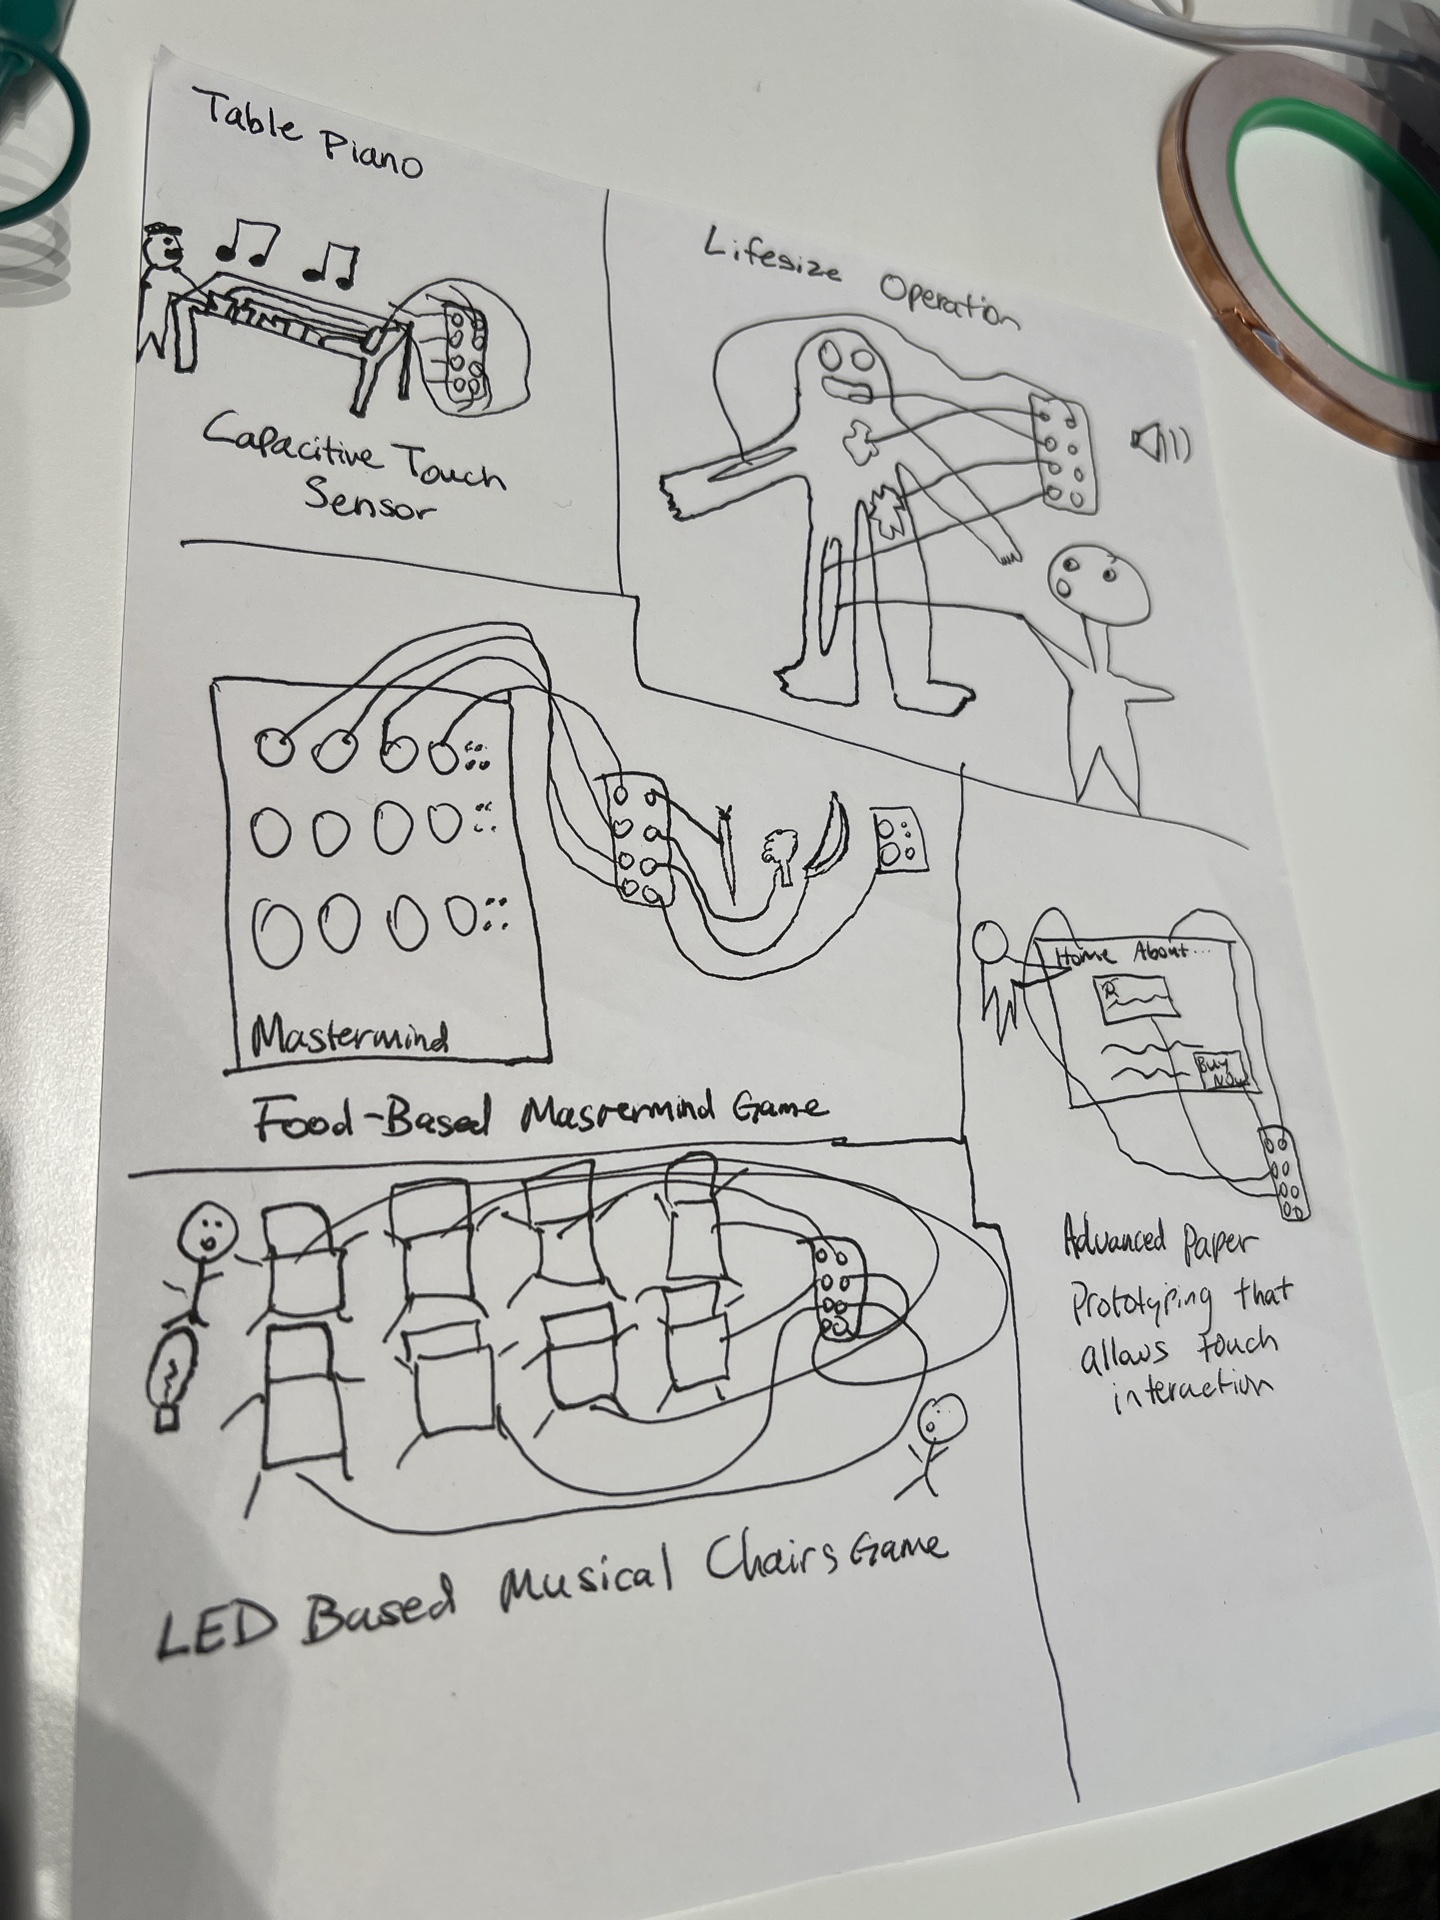 Table Piano
Capacitive Touch
Sensor
Lifesize Operation
Mastermind
Food-Based Mastermind Game
Home About...
Buy
Now
Advanced Paper
Prototyping that
allows touch
interaction
LED Based Musical Chairs Game